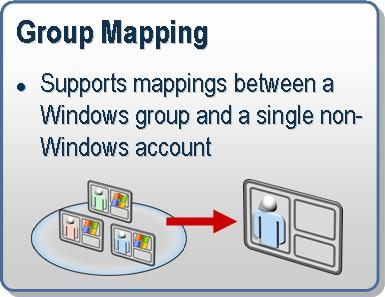 Group Mapping
• Supports mappings between a
Windows group and a single non-
Windows account